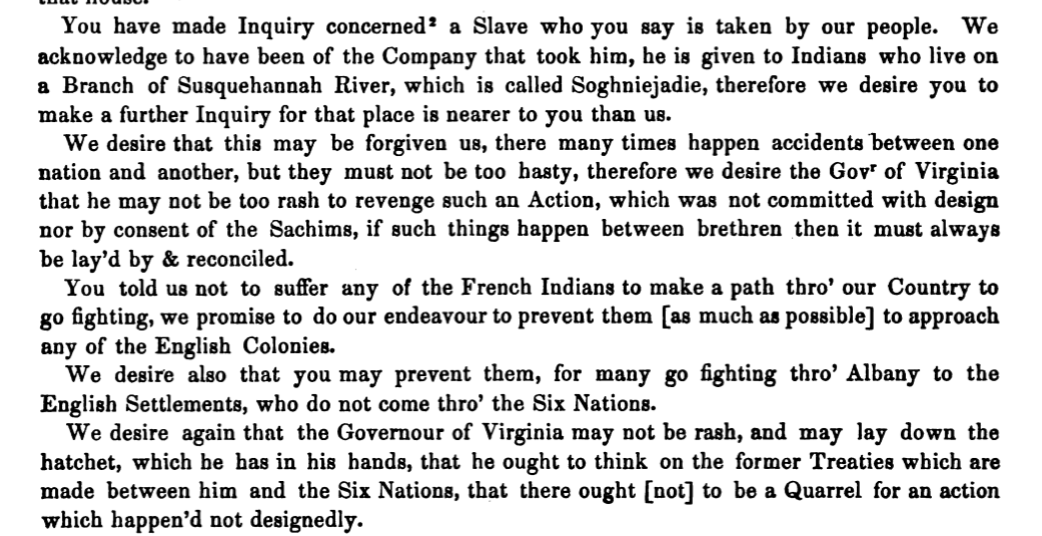 that house.
You have made Inquiry concerned² a Slave who you say is taken by our people. We
acknowledge to have been of the Company that took him, he is given to Indians who live on
a Branch of Susquehannah River, which is called Soghniejadie, therefore we desire you to
make a further Inquiry for that place is nearer to you than us.
We desire that this may be forgiven us, there many times happen accidents between one
nation and another, but they must not be too hasty, therefore we desire the Govʳ of Virginia
that he may not be too rash to revenge such an Action, which was not committed with design
nor by consent of the Sachims, if such things happen between brethren then it must always
be lay'd by & reconciled.
You told us not to suffer any of the French Indians to make a path thro' our Country to
go fighting, we promise to do our endeavour to prevent them [as much as possible] to approach
any of the English Colonies.
We desire also that you may prevent them, for many go fighting thro' Albany to the
English Settlements, who do not come thro' the Six Nations.
We desire again that the Governour of Virginia may not be rash, and may lay down the
hatchet, which he has in his hands, that he ought to think on the former Treaties which are
made between him and the Six Nations, that there ought [not] to be a Quarrel for an action
which happen'd not designedly.